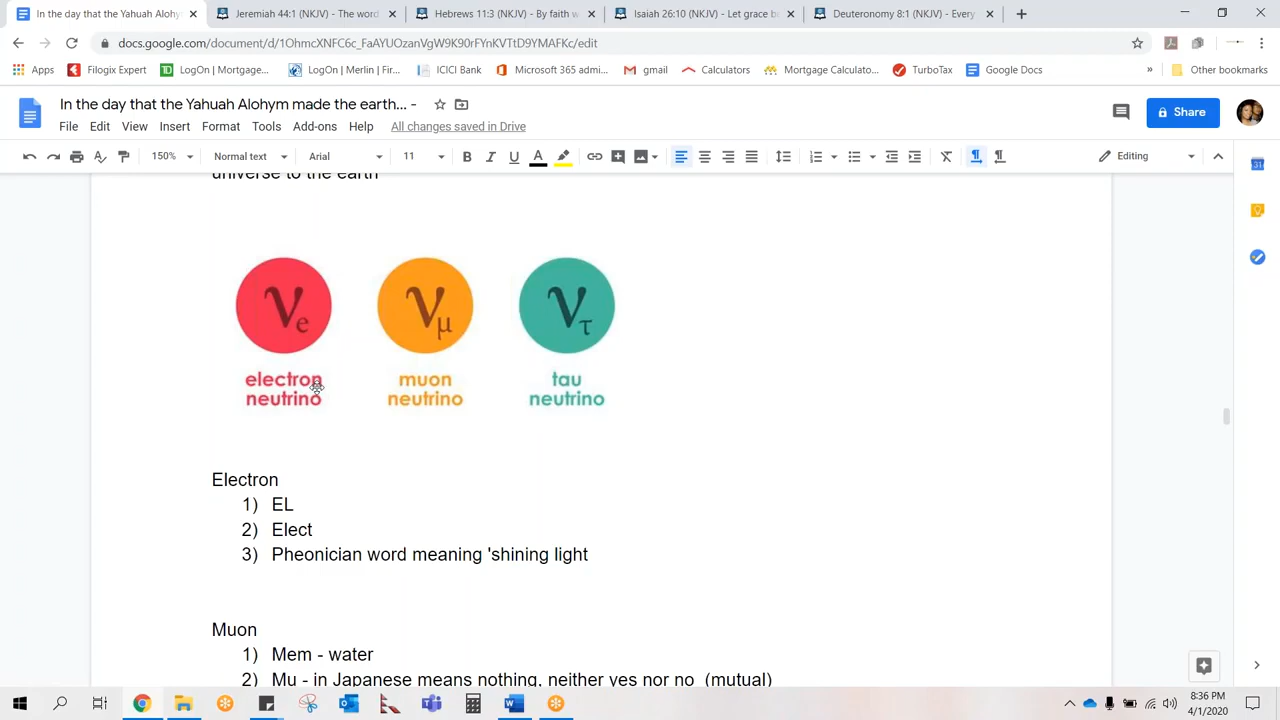 In the day that the Yahuah Alohy
Jeremiah 44:1 (NKJV) - The word
Hebrews 11:3 (NKJV) - By faith w
Isaiah 26:10 (NKJV) - Let grace b
Deuteronomy 8:1 (NKJV) - Every
docs.google.com/document/d/1OhmcXNFC6c_FaAYUOzanVgW9K90rFYnKVTtD9YMAFKc/edit
Apps Filogix Expert LogOn | Mortgage... LogOn | Merlin | Fir... ICICI Bank Microsoft 365 admi... gmail Calculators Mortgage Calculato... TurboTax Google Docs » Other bookmarks
In the day that the Yahuah Alohym made the earth... -
File Edit View Insert Format Tools Add-ons Help All changes saved in Drive
Share
150% Normal text Arial 11 B I U A Editing
universe to the earth
νe νμ ντ
electron muon tau
neutrino neutrino neutrino
Electron
1) EL
2) Elect
3) Pheonician word meaning 'shining light
Muon
1) Mem - water
2) Mu - in Japanese means nothing, neither yes nor no (mutual)
8:36 PM
4/1/2020